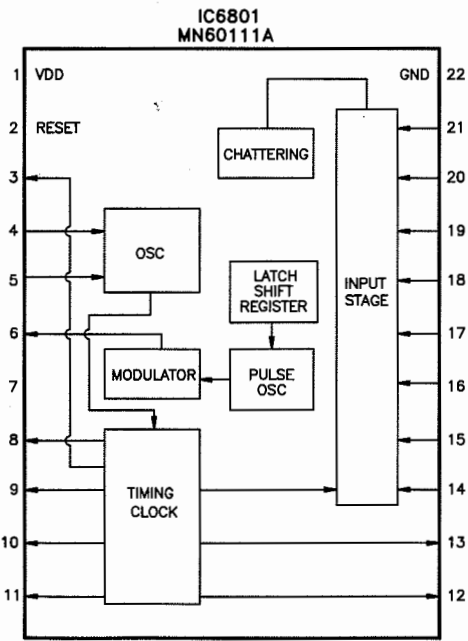 IC6801
MN60111A
1 VDD GND 22
2 RESET 21
CHATTERING
3 20
4 19
OSC
5 18
LATCH
SHIFT
REGISTER
INPUT
STAGE
6 17
MODULATOR
PULSE
OSC
7 16
8 15
9 14
TIMING
CLOCK
10 13
11 12